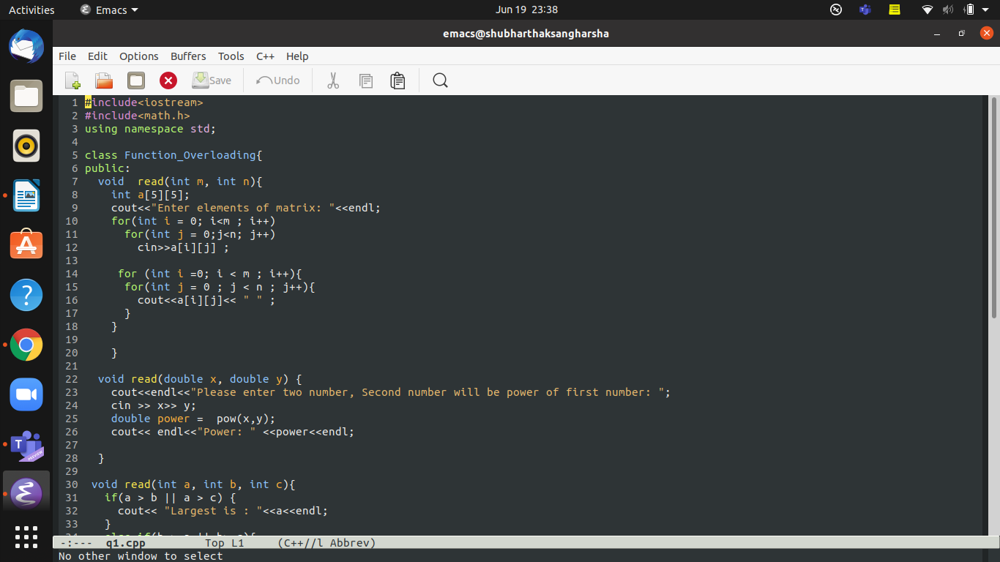 Activities Emacs Jun 19 23:38
emacs@shubharthaksangharsha
File Edit Options Buffers Tools C++ Help
Save Undo
1 #include<iostream>
2 #include<math.h>
3 using namespace std;
4
5 class Function_Overloading{
6 public:
7   void  read(int m, int n){
8     int a[5][5];
9     cout<<"Enter elements of matrix: "<<endl;
10     for(int i = 0; i<m ; i++)
11       for(int j = 0;j<n; j++)
12         cin>>a[i][j] ;
13
14      for (int i =0; i < m ; i++){
15       for(int j = 0 ; j < n ; j++){
16         cout<<a[i][j]<< " " ;
17       }
18     }
19
20     }
21
22   void read(double x, double y) {
23     cout<<endl<<"Please enter two number, Second number will be power of first number: ";
24     cin >> x>> y;
25     double power =  pow(x,y);
26     cout<< endl<<"Power: " <<power<<endl;
27
28   }
29
30  void read(int a, int b, int c){
31    if(a > b || a > c) {
32      cout<< "Largest is : "<<a<<endl;
33    }
-:--- q1.cpp Top L1 (C++//l Abbrev)
No other window to select
T
PREVIEW